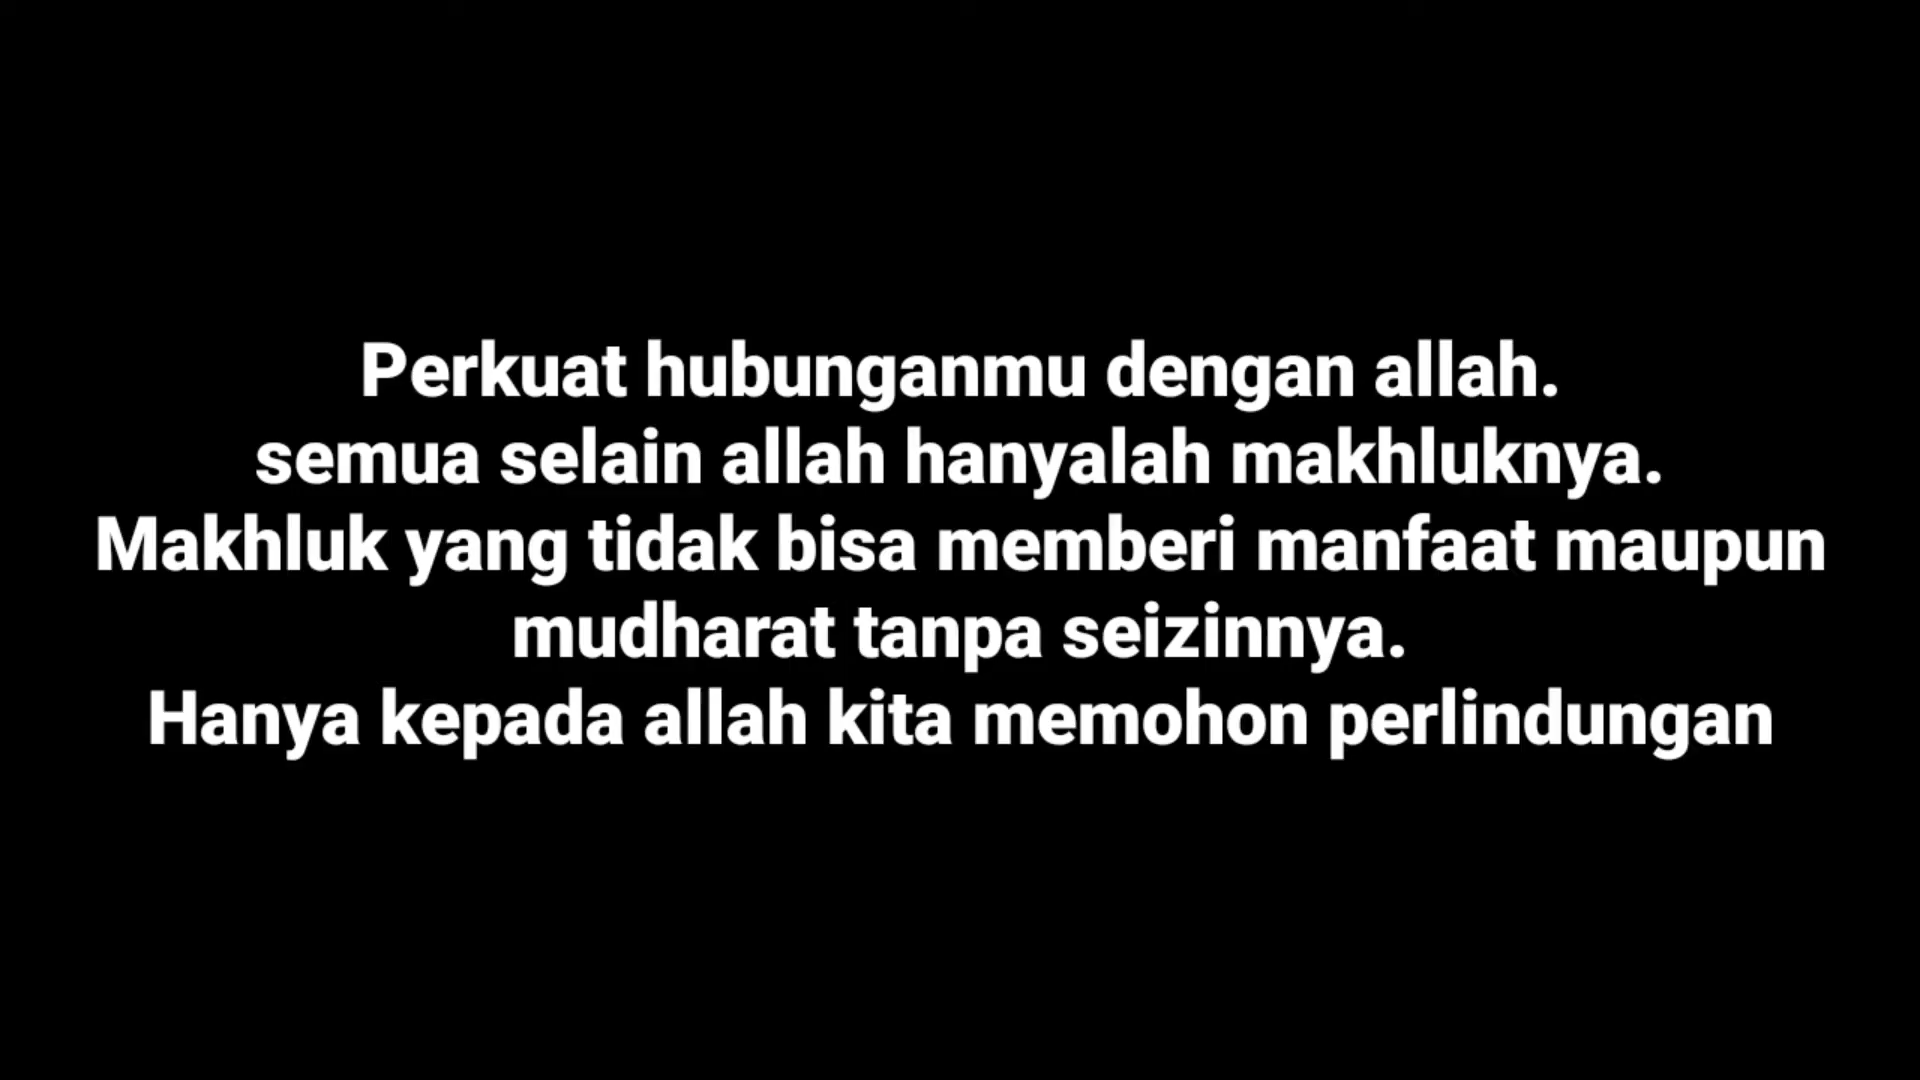 Perkuat hubunganmu dengan allah.
semua selain allah hanyalah makhluknya.
Makhluk yang tidak bisa memberi manfaat maupun
mudharat tanpa seizinnya.
Hanya kepada allah kita memohon perlindungan